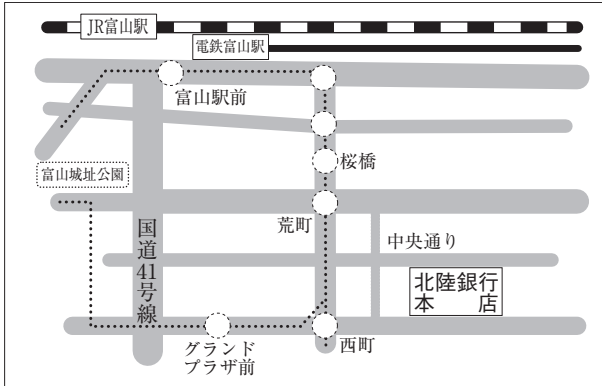 JR富山駅
電鉄富山駅
富山駅前
桜橋
富山城址公園
荒町
国道41号線
中央通り
北陸銀行
本 店
グランド
プラザ前
西町